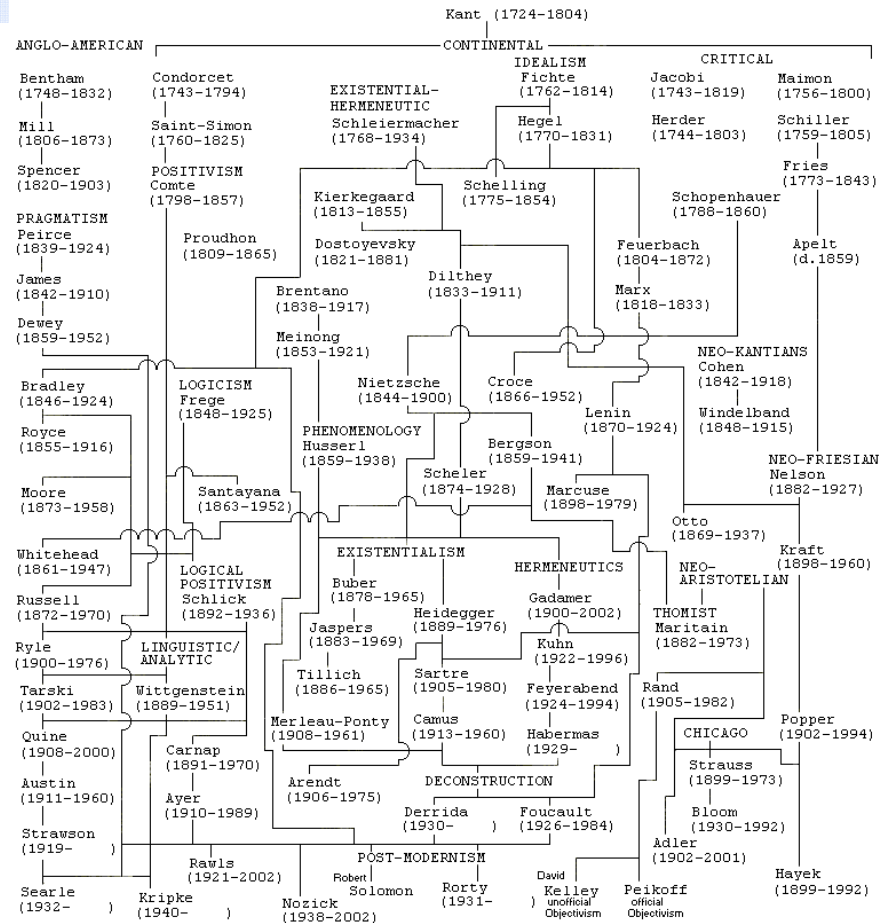 Kant (1724-1804)
ANGLO-AMERICAN
CONTINENTAL
IDEALISM
CRITICAL
Bentham
(1748-1832)
Condorcet
(1743-1794)
EXISTENTIAL-
HERMENEUTIC
Fichte
(1762-1814)
Jacobi
(1743-1819)
Maimon
(1756-1800)
Mill
(1806-1873)
Saint-Simon
(1760-1825)
Schleiermacher
(1768-1934)
Hegel
(1770-1831)
Herder
(1744-1803)
Schiller
(1759-1805)
Spencer
(1820-1903)
POSITIVISM
Comte
(1798-1857)
Kierkegaard
(1813-1855)
Schelling
(1775-1854)
Schopenhauer
(1788-1860)
Fries
(1773-1843)
PRAGMATISM
Peirce
(1839-1924)
Proudhon
(1809-1865)
Dostoyevsky
(1821-1881)
Feuerbach
(1804-1872)
Apelt
(d.1859)
James
(1842-1910)
Brentano
(1838-1917)
Dilthey
(1833-1911)
Marx
(1818-1833)
Dewey
(1859-1952)
Meinong
(1853-1921)
NEO-KANTIANS
Cohen
(1842-1918)
Bradley
(1846-1924)
LOGICISM
Frege
(1848-1925)
Nietzsche
(1844-1900)
Croce
(1866-1952)
Lenin
(1870-1924)
Windelband
(1848-1915)
Royce
(1855-1916)
PHENOMENOLOGY
Husserl
(1859-1938)
Bergson
(1859-1941)
NEO-FRIESIAN
Nelson
(1882-1927)
Moore
(1873-1958)
Santayana
(1863-1952)
Scheler
(1874-1928)
Marcuse
(1898-1979)
Otto
(1869-1937)
Whitehead
(1861-1947)
LOGICAL
POSITIVISM
Schlick
(1892-1936)
EXISTENTIALISM
Buber
(1878-1965)
HERMENEUTICS
Gadamer
(1900-2002)
NEO-
ARISTOTELIAN
Kraft
(1898-1960)
Russell
(1872-1970)
Heidegger
(1889-1976)
THOMIST
Maritain
(1882-1973)
Ryle
(1900-1976)
LINGUISTIC/
ANALYTIC
Jaspers
(1883-1969)
Kuhn
(1922-1996)
Tarski
(1902-1983)
Wittgenstein
(1889-1951)
Tillich
(1886-1965)
Sartre
(1905-1980)
Feyerabend
(1924-1994)
Rand
(1905-1982)
Quine
(1908-2000)
Merleau-Ponty
(1908-1961)
Camus
(1913-1960)
Habermas
(1929- )
CHICAGO
Popper
(1902-1994)
Carnap
(1891-1970)
Strauss
(1899-1973)
Austin
(1911-1960)
Arendt
(1906-1975)
DECONSTRUCTION
Ayer
(1910-1989)
Derrida
(1930- )
Foucault
(1926-1984)
Bloom
(1930-1992)
Strawson
(1919- )
Adler
(1902-2001)
Rawls
(1921-2002)
POST-MODERNISM
Searle
(1932- )
Kripke
(1940- )
Nozick
(1938-2002)
Robert
Solomon
Rorty
(1931- )
David
Kelley
unofficial
Objectivism
Peikoff
official
Objectivism
Hayek
(1899-1992)